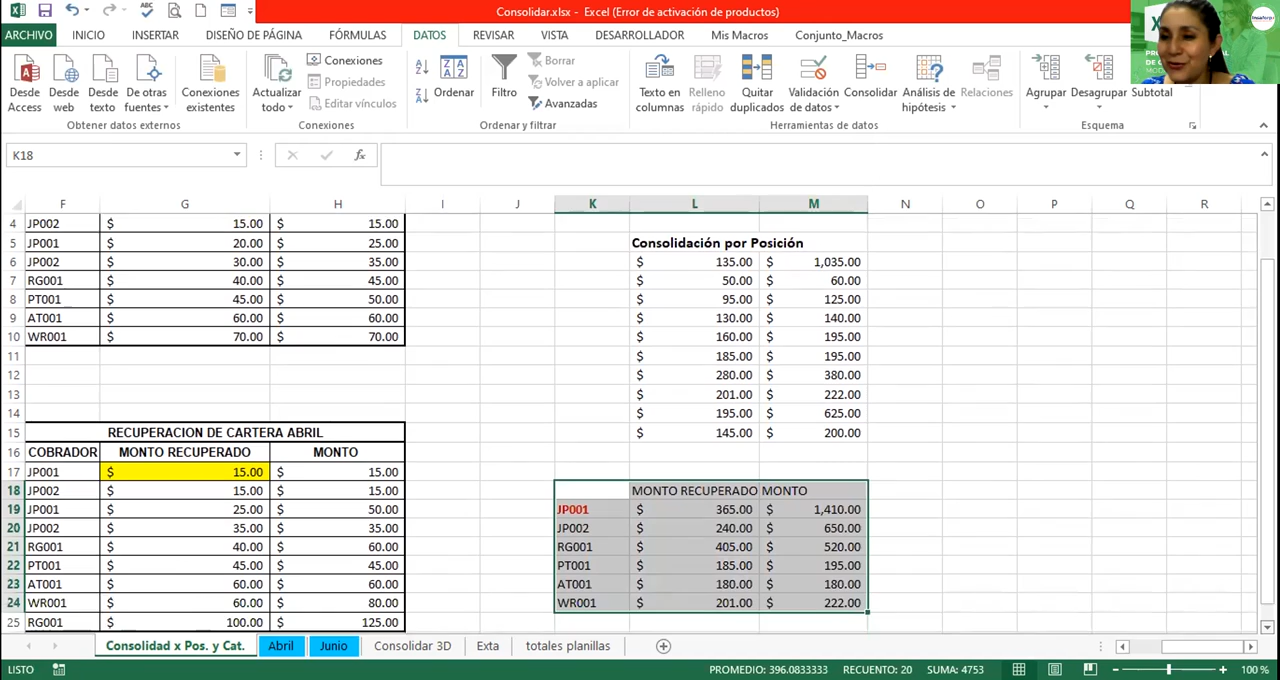 Consolidar.xlsx - Excel (Error de activación de productos)
ARCHIVO INICIO INSERTAR DISEÑO DE PÁGINA FÓRMULAS DATOS REVISAR VISTA DESARROLLADOR Mis Macros Conjunto_Macros
Desde Access
Desde web
Desde texto
De otras fuentes
Conexiones existentes
Obtener datos externos
Actualizar todo
Conexiones
Propiedades
Editar vínculos
Conexiones
Ordenar
Filtro
Borrar
Volver a aplicar
Avanzadas
Ordenar y filtrar
Texto en columnas
Relleno rápido
Quitar duplicados
Validación de datos
Consolidar
Análisis de hipótesis
Relaciones
Herramientas de datos
Agrupar
Desagrupar
Subtotal
Esquema
K18 fx
F G H I J K L M N O P Q R
4 JP002 $ 15.00 $ 15.00
5 JP001 $ 20.00 $ 25.00 Consolidación por Posición
6 JP002 $ 30.00 $ 35.00 $ 135.00 $ 1,035.00
7 RG001 $ 40.00 $ 45.00 $ 50.00 $ 60.00
8 PT001 $ 45.00 $ 50.00 $ 95.00 $ 125.00
9 AT001 $ 60.00 $ 60.00 $ 130.00 $ 140.00
10 WR001 $ 70.00 $ 70.00 $ 160.00 $ 195.00
11 $ 185.00 $ 195.00
12 $ 280.00 $ 380.00
13 $ 201.00 $ 222.00
14 $ 195.00 $ 625.00
15 RECUPERACION DE CARTERA ABRIL $ 145.00 $ 200.00
16 COBRADOR MONTO RECUPERADO MONTO
17 JP001 $ 15.00 $ 15.00
18 JP002 $ 15.00 $ 15.00 MONTO RECUPERADO MONTO
19 JP001 $ 25.00 $ 50.00 JP001 $ 365.00 $ 1,410.00
20 JP002 $ 35.00 $ 35.00 JP002 $ 240.00 $ 650.00
21 RG001 $ 40.00 $ 60.00 RG001 $ 405.00 $ 520.00
22 PT001 $ 45.00 $ 45.00 PT001 $ 185.00 $ 195.00
23 AT001 $ 60.00 $ 60.00 AT001 $ 180.00 $ 180.00
24 WR001 $ 60.00 $ 80.00 WR001 $ 201.00 $ 222.00
25 RG001 $ 100.00 $ 125.00
Consolidad x Pos. y Cat. Abril Junio Consolidar 3D Exta totales planillas
LISTO PROMEDIO: 396.0833333 RECUENTO: 20 SUMA: 4753 100 %